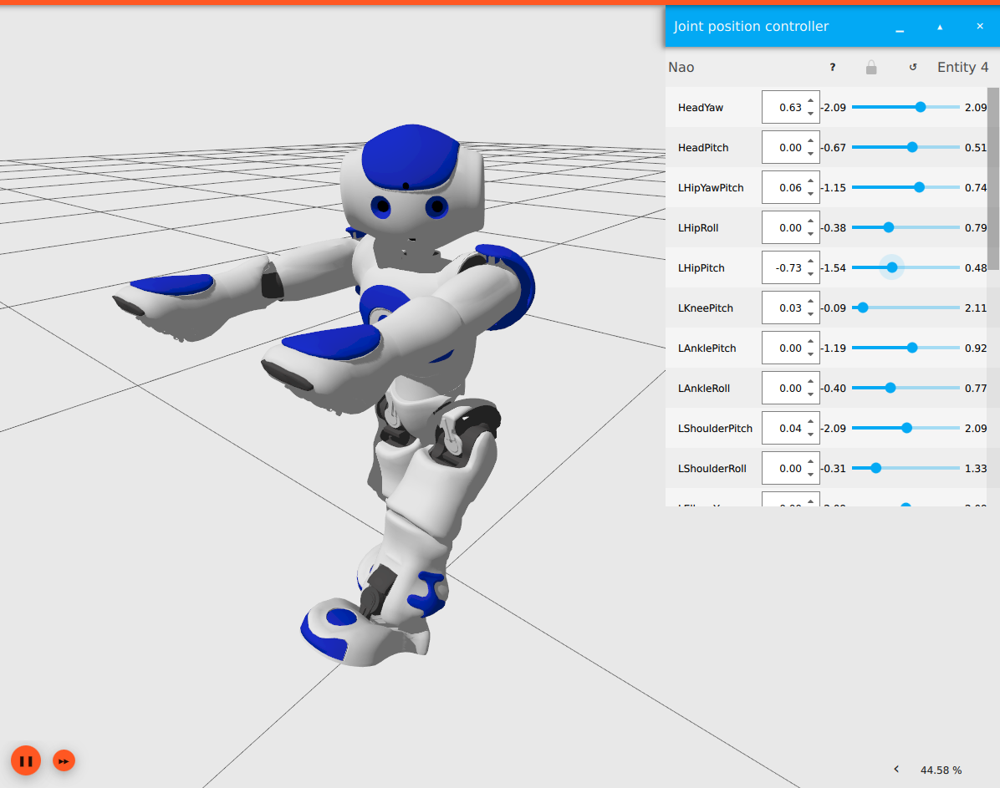 Joint position controller
Nao ? Entity 4
HeadYaw 0.63 -2.09 2.09
HeadPitch 0.00 -0.67 0.51
LHipYawPitch 0.06 -1.15 0.74
LHipRoll 0.00 -0.38 0.79
LHipPitch -0.73 -1.54 0.48
LKneePitch 0.03 -0.09 2.11
LAnklePitch 0.00 -1.19 0.92
LAnkleRoll 0.00 -0.40 0.77
LShoulderPitch 0.04 -2.09 2.09
LShoulderRoll 0.00 -0.31 1.33
44.58 %